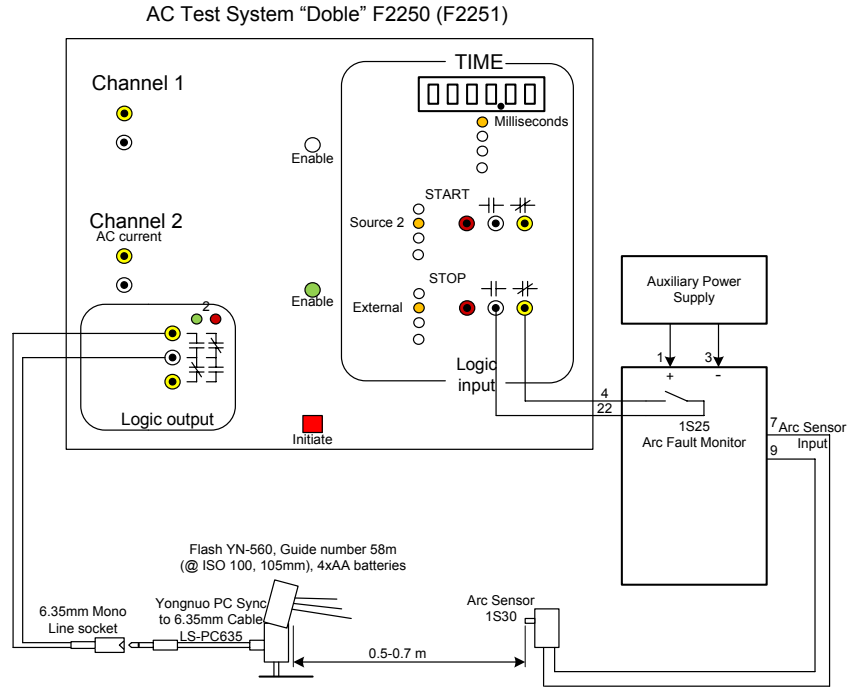 AC Test System “Doble” F2250 (F2251)
TIME
Channel 1
Milliseconds
Enable
START
Source 2
Channel 2
AC current
STOP
Enable
External
2
Logic
input
Logic output
Initiate
Auxiliary Power
Supply
1
3
+
-
4
22
1S25
Arc Fault Monitor
7
Arc Sensor
Input
9
Flash YN-560, Guide number 58m
(@ ISO 100, 105mm), 4xAA batteries
6.35mm Mono
Line socket
Yongnuo PC Sync
to 6.35mm Cable
LS-PC635
Arc Sensor
1S30
0.5-0.7 m